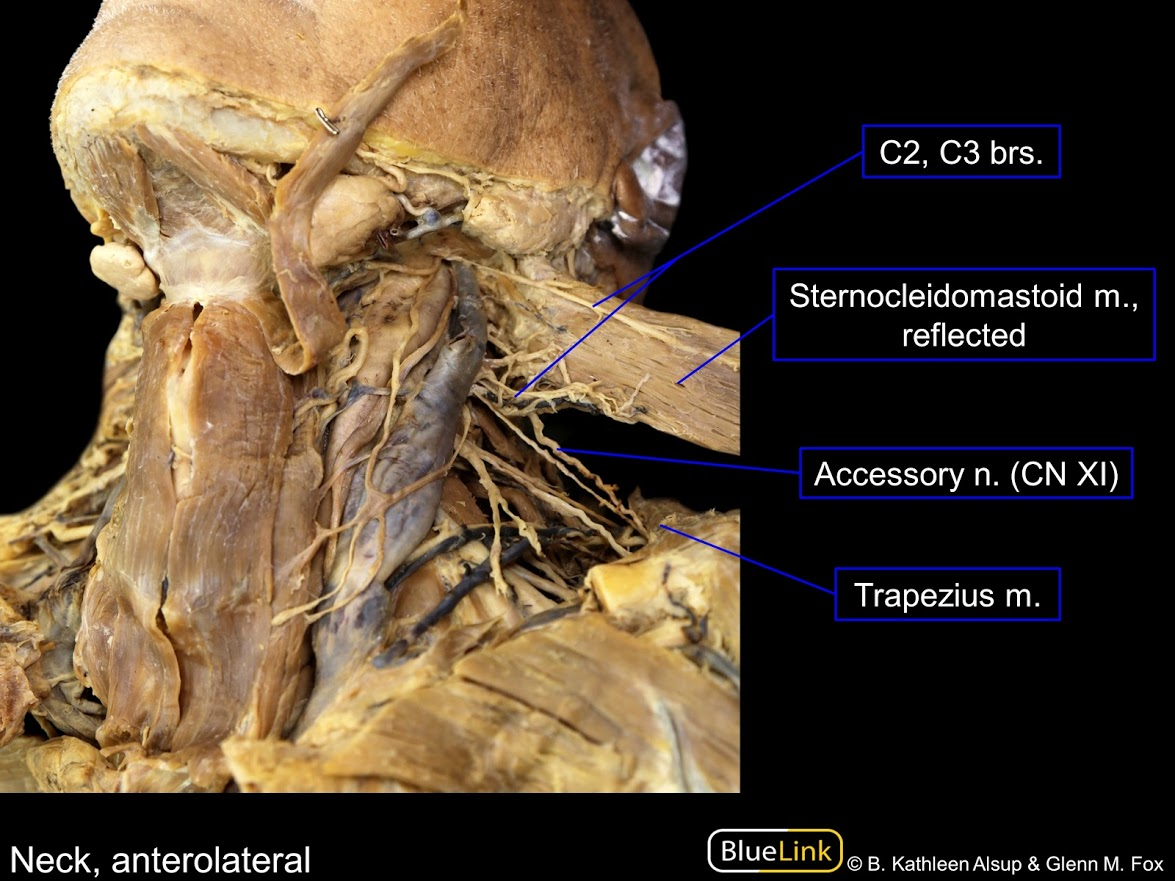 C2, C3 brs.
Sternocleidomastoid m.,
reflected
Accessory n. (CN XI)
Trapezius m.
Neck, anterolateral
BlueLink © B. Kathleen Alsup & Glenn M. Fox